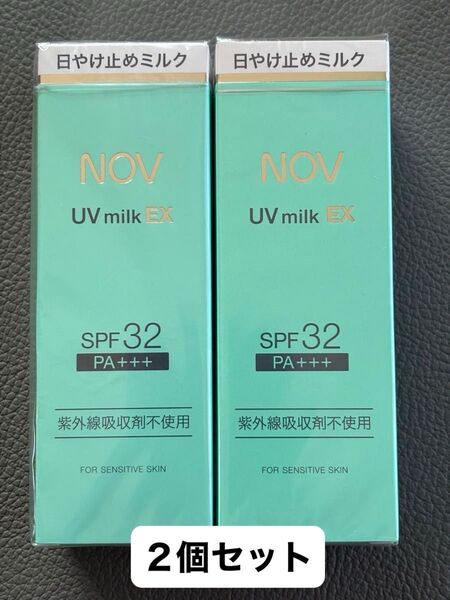 日やけ止めミルク
NOV
UV milk EX
SPF32
PA+++
紫外線吸収剤不使用
FOR SENSITIVE SKIN
日やけ止めミルク
NOV
UV milk EX
SPF32
PA+++
紫外線吸収剤不使用
FOR SENSITIVE SKIN
2個セット